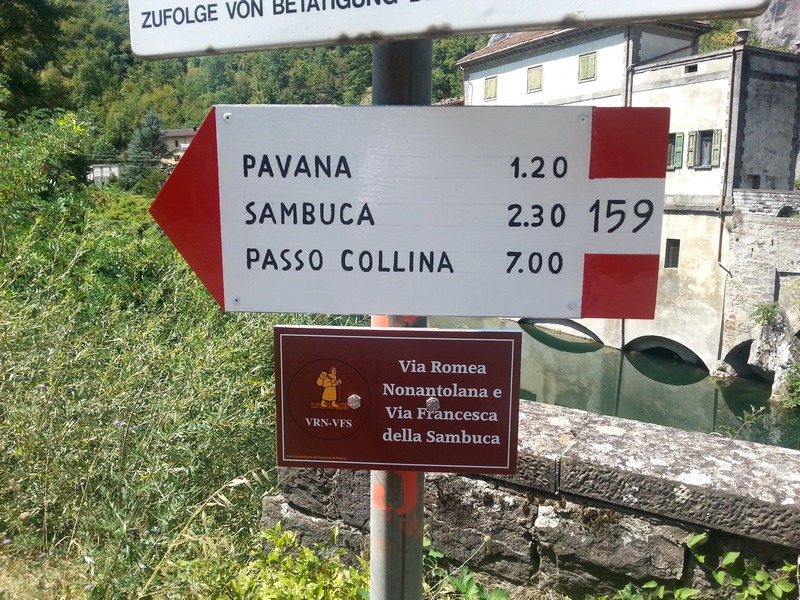 ZUFOLGE VON BETÄTIGUNG
PAVANA 1.20
SAMBUCA 2.30
PASSO COLLINA 7.00
159
Via Romea
Nonantolana e
Via Francesca
della Sambuca
VRN-VFS